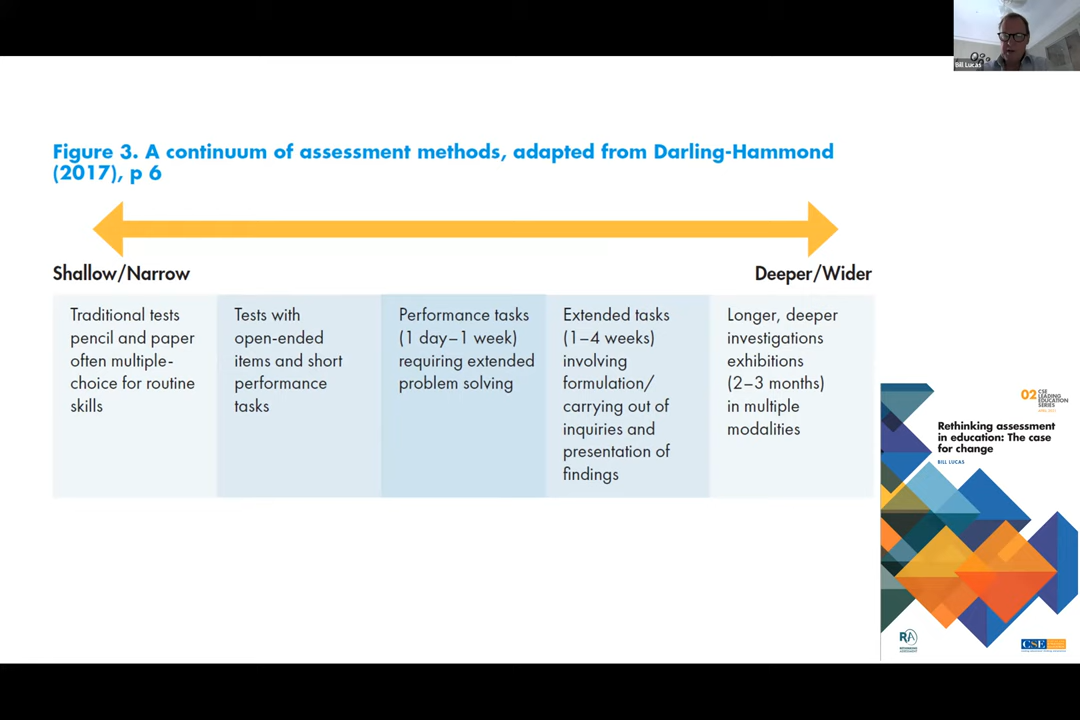 Bill Lucas
Figure 3. A continuum of assessment methods, adapted from Darling-Hammond
(2017), p 6
Shallow/Narrow
Deeper/Wider
Traditional tests
pencil and paper
often multiple-
choice for routine
skills
Tests with
open-ended
items and short
performance
tasks
Performance tasks
(1 day–1 week)
requiring extended
problem solving
Extended tasks
(1–4 weeks)
involving
formulation/
carrying out of
inquiries and
presentation of
findings
Longer, deeper
investigations
exhibitions
(2–3 months)
in multiple
modalities
02 CSE
LEADING
EDUCATION
SERIES
Rethinking assessment
in education: The case
for change
BILL LUCAS
RA
RETHINKING
ASSESSMENT
CSE